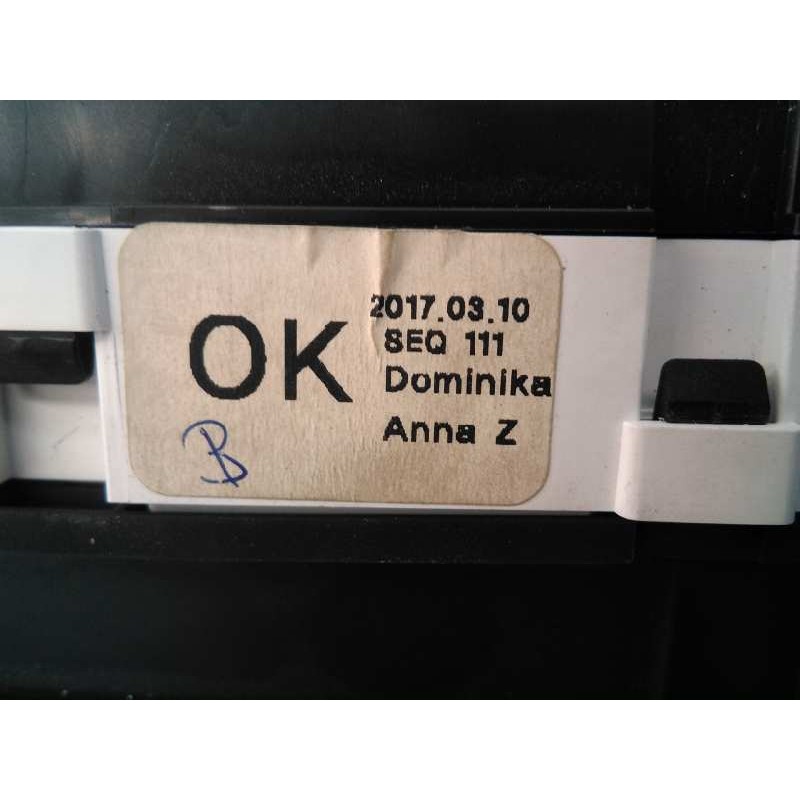 OK
2017.03.10
SEQ 111
Dominika
Anna Z
B